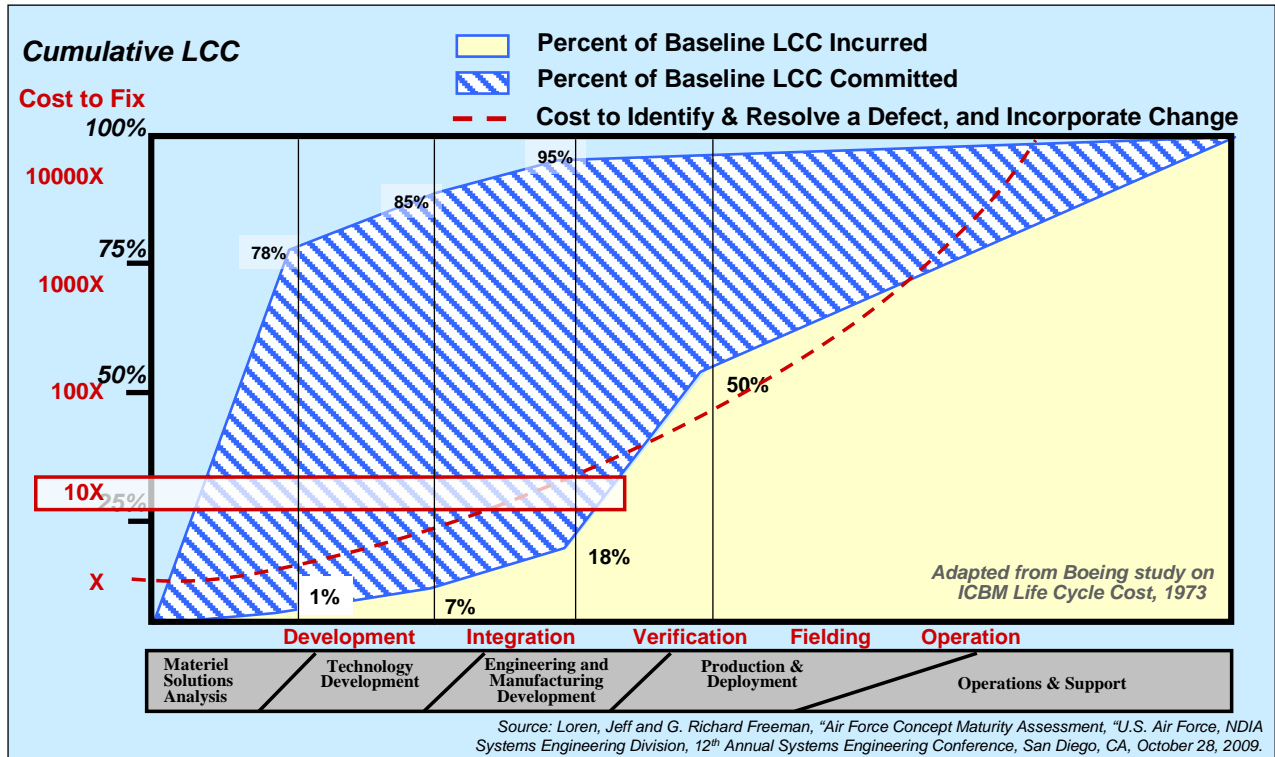 Cumulative LCC
Percent of Baseline LCC Incurred
Percent of Baseline LCC Committed
Cost to Fix
Cost to Identify & Resolve a Defect, and Incorporate Change
100%
95%
10000X
85%
78%
75%
1000X
50%
100X
50%
10X
25%
18%
X
1%
7%
Adapted from Boeing study on
ICBM Life Cycle Cost, 1973
Development Integration Verification Fielding Operation
Materiel
Solutions
Analysis
Technology
Development
Engineering and
Manufacturing
Development
Production &
Deployment
Operations & Support
Source: Loren, Jeff and G. Richard Freeman, “Air Force Concept Maturity Assessment, “U.S. Air Force, NDIA
Systems Engineering Division, 12th Annual Systems Engineering Conference, San Diego, CA, October 28, 2009.